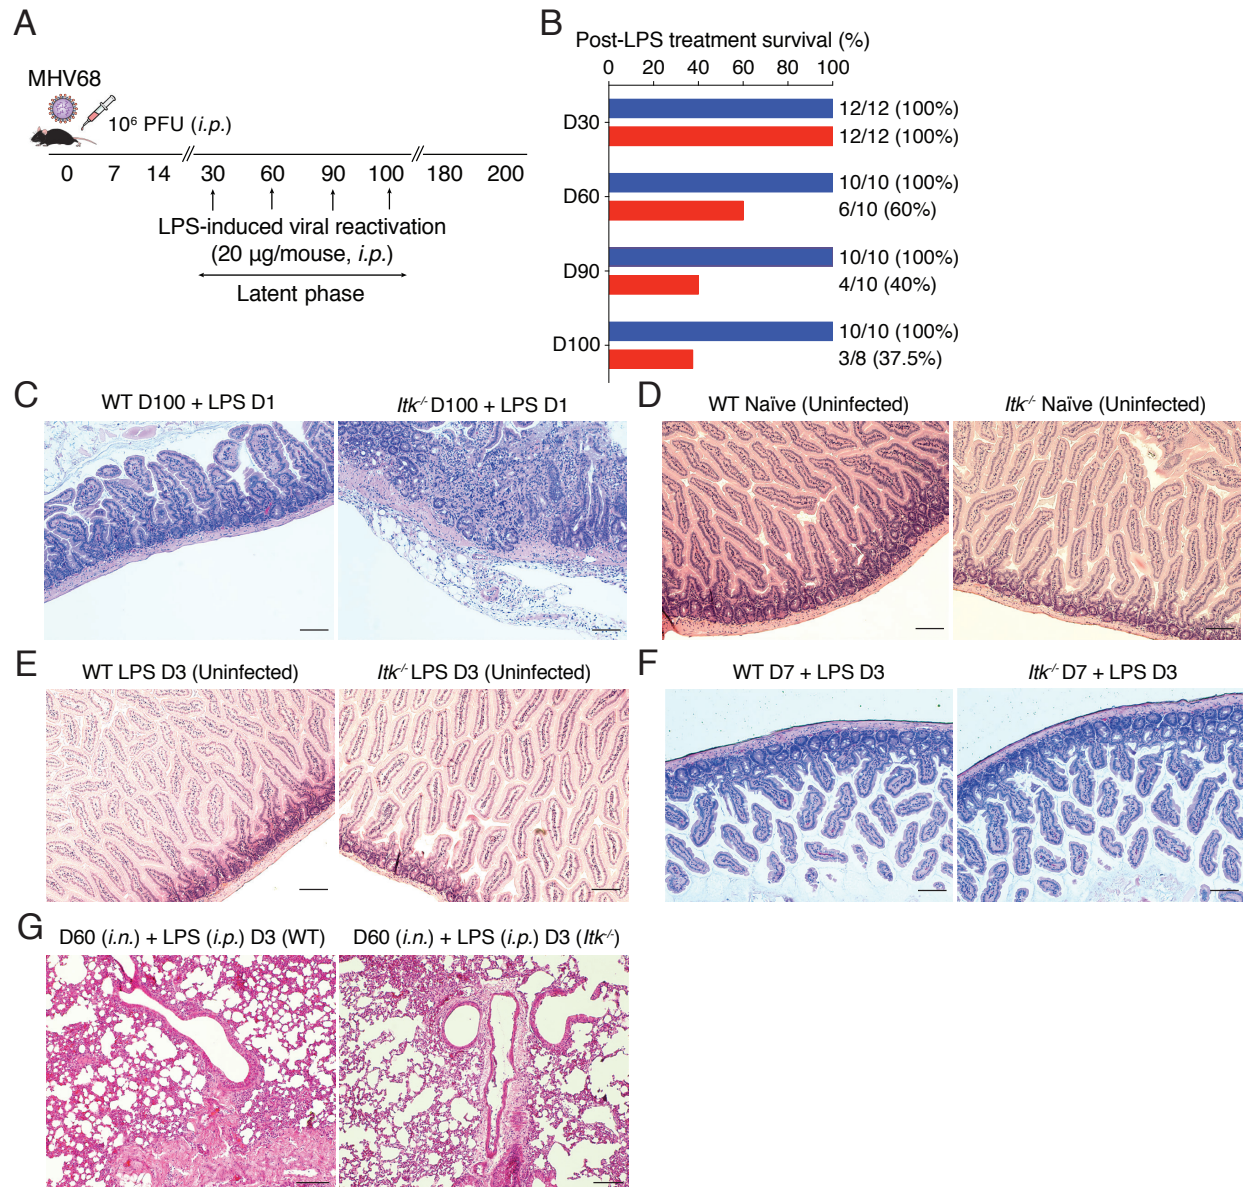 A
MHV68
10⁶ PFU (i.p.)
0 7 14 30 60 90 100 180 200
LPS-induced viral reactivation
(20 µg/mouse, i.p.)
Latent phase
B
Post-LPS treatment survival (%)
0 20 40 60 80 100
D30
12/12 (100%)
12/12 (100%)
D60
10/10 (100%)
6/10 (60%)
D90
10/10 (100%)
4/10 (40%)
D100
10/10 (100%)
3/8 (37.5%)
C
WT D100 + LPS D1
Itk⁻/⁻ D100 + LPS D1
D
WT Naïve (Uninfected)
Itk⁻/⁻ Naïve (Uninfected)
E
WT LPS D3 (Uninfected)
Itk⁻/⁻ LPS D3 (Uninfected)
F
WT D7 + LPS D3
Itk⁻/⁻ D7 + LPS D3
G
D60 (i.n.) + LPS (i.p.) D3 (WT)
D60 (i.n.) + LPS (i.p.) D3 (Itk⁻/⁻)